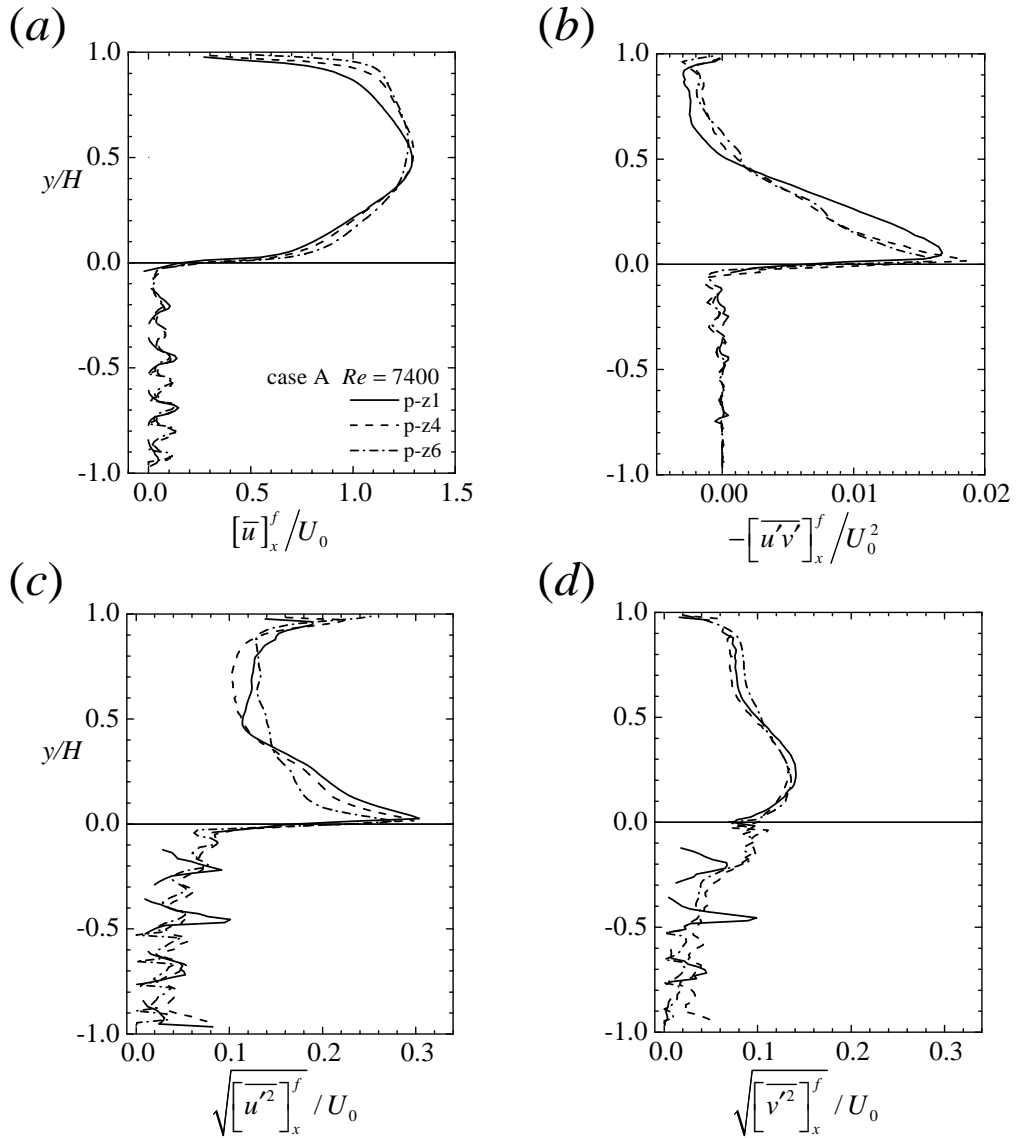 (a)
1.0
0.5
y/H
0.0
-0.5
-1.0
case A Re = 7400
p-z1
p-z4
p-z6
0.0 0.5 1.0 1.5
[u̅]ₓᶠ/U₀
(b)
1.0
0.5
0.0
-0.5
-1.0
0.00 0.01 0.02
−[u′v′̅]ₓᶠ/U₀²
(c)
1.0
0.5
y/H
0.0
-0.5
-1.0
0.0 0.1 0.2 0.3
√[u′²̅]ₓᶠ / U₀
(d)
1.0
0.5
0.0
-0.5
-1.0
0.0 0.1 0.2 0.3
√[v′²̅]ₓᶠ / U₀